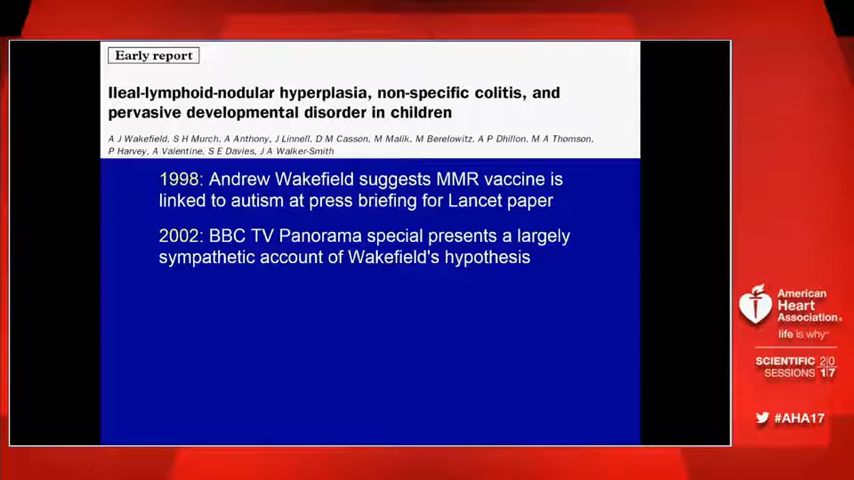 Early report
Ileal-lymphoid-nodular hyperplasia, non-specific colitis, and
pervasive developmental disorder in children
A J Wakefield, S H Murch, A Anthony, J Linnell, D M Casson, M Malik, M Berelowitz, A P Dhillon, M A Thomson,
P Harvey, A Valentine, S E Davies, J A Walker-Smith
1998: Andrew Wakefield suggests MMR vaccine is
linked to autism at press briefing for Lancet paper
2002: BBC TV Panorama special presents a largely
sympathetic account of Wakefield's hypothesis
American
Heart
Association®
life is why™
SCIENTIFIC 20
SESSIONS 17
#AHA17